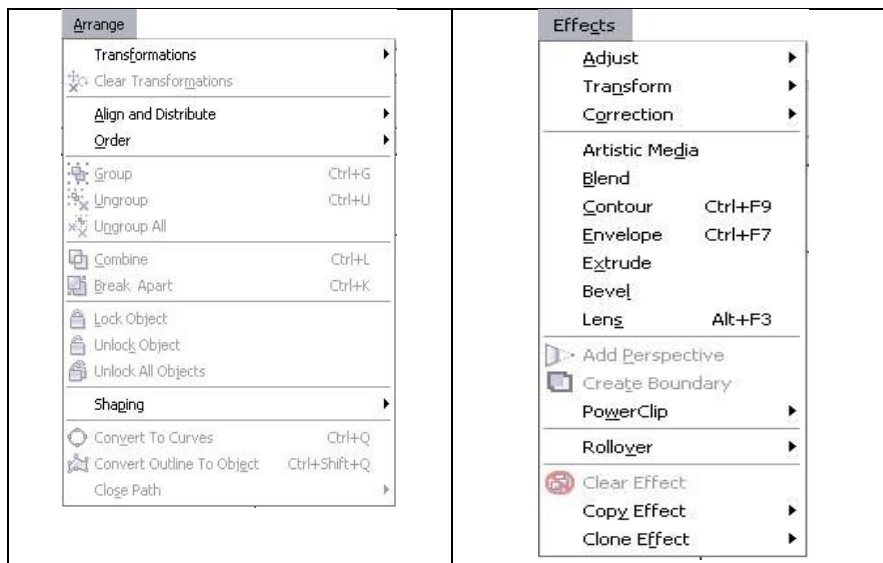 Arrange
Transformations
Clear Transformations
Align and Distribute
Order
Group Ctrl+G
Ungroup Ctrl+U
Ungroup All
Combine Ctrl+L
Break Apart Ctrl+K
Lock Object
Unlock Object
Unlock All Objects
Shaping
Convert To Curves Ctrl+Q
Convert Outline To Object Ctrl+Shift+Q
Close Path
Effects
Adjust
Transform
Correction
Artistic Media
Blend
Contour Ctrl+F9
Envelope Ctrl+F7
Extrude
Bevel
Lens Alt+F3
Add Perspective
Create Boundary
PowerClip
Rollover
Clear Effect
Copy Effect
Clone Effect